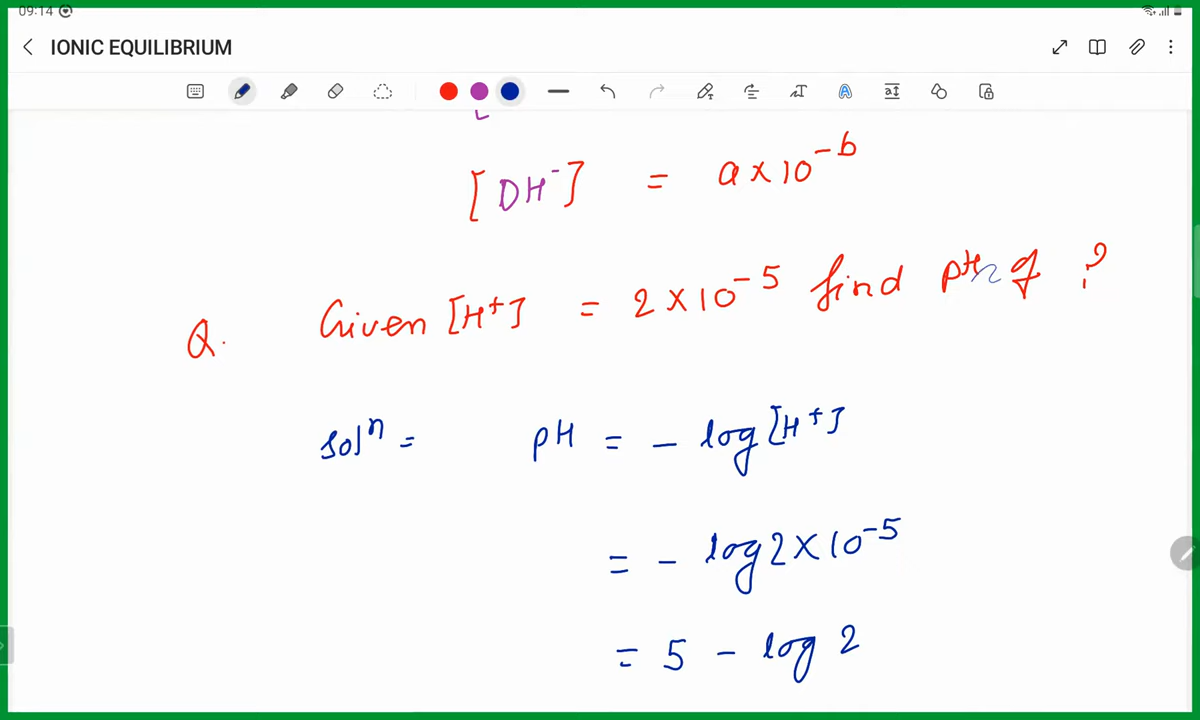 09:14
IONIC EQUILIBRIUM
[OH⁻] = a × 10⁻ᵇ
Q. Given [H⁺] = 2 × 10⁻⁵ find pH of ?
Solⁿ = pH = − log [H⁺]
= − log 2 × 10⁻⁵
= 5 − log 2